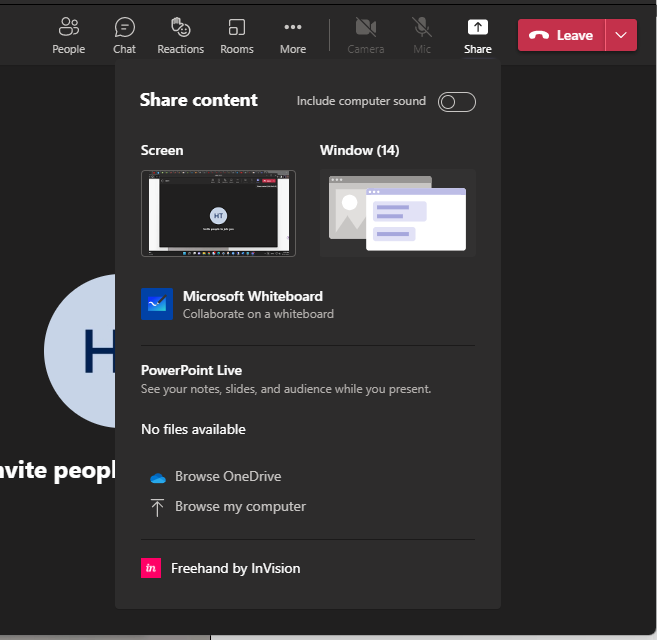 People Chat Reactions Rooms More Camera Mic Share Leave
Share content Include computer sound
Screen Window (14)
HT
Microsoft Whiteboard
Collaborate on a whiteboard
PowerPoint Live
See your notes, slides, and audience while you present.
H
nvite peopl
No files available
Browse OneDrive
Browse my computer
in Freehand by InVision